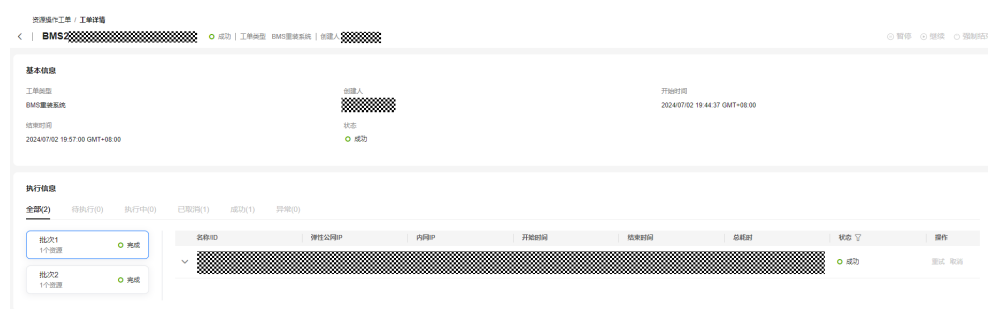 资源操作工单 / 工单详情
BMS2 成功 | 工单类型 BMS重装系统 | 创建人 暂停 继续 强制结束
基本信息
工单类型 创建人 开始时间
BMS重装系统 2024/07/02 19:44:37 GMT+08:00
结束时间 状态
2024/07/02 19:57:00 GMT+08:00 成功
执行信息
全部(2) 待执行(0) 执行中(0) 已取消(1) 成功(1) 异常(0)
批次1 完成
1个资源
批次2 完成
1个资源
名称/ID 弹性公网IP 内网IP 开始时间 结束时间 总耗时 状态 操作
成功 重试 取消